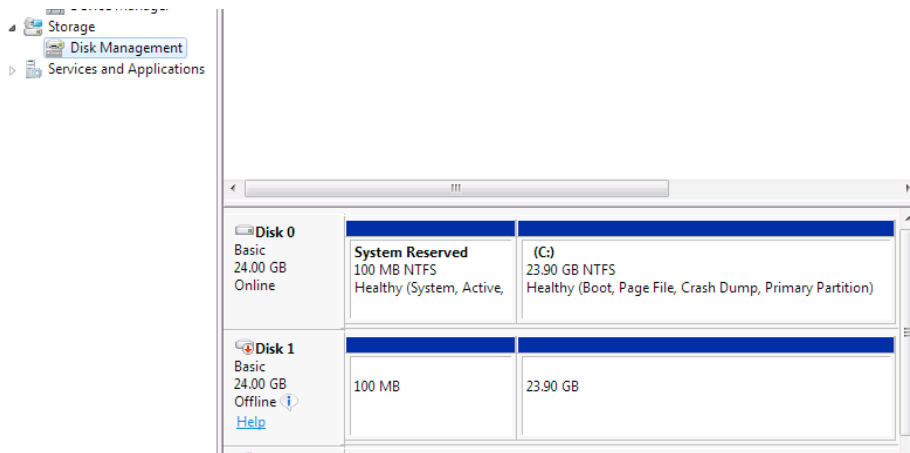 Storage
Disk Management
Services and Applications
Disk 0
Basic
24.00 GB
Online
System Reserved
100 MB NTFS
Healthy (System, Active,
(C:)
23.90 GB NTFS
Healthy (Boot, Page File, Crash Dump, Primary Partition)
Disk 1
Basic
24.00 GB
Offline
Help
100 MB
23.90 GB